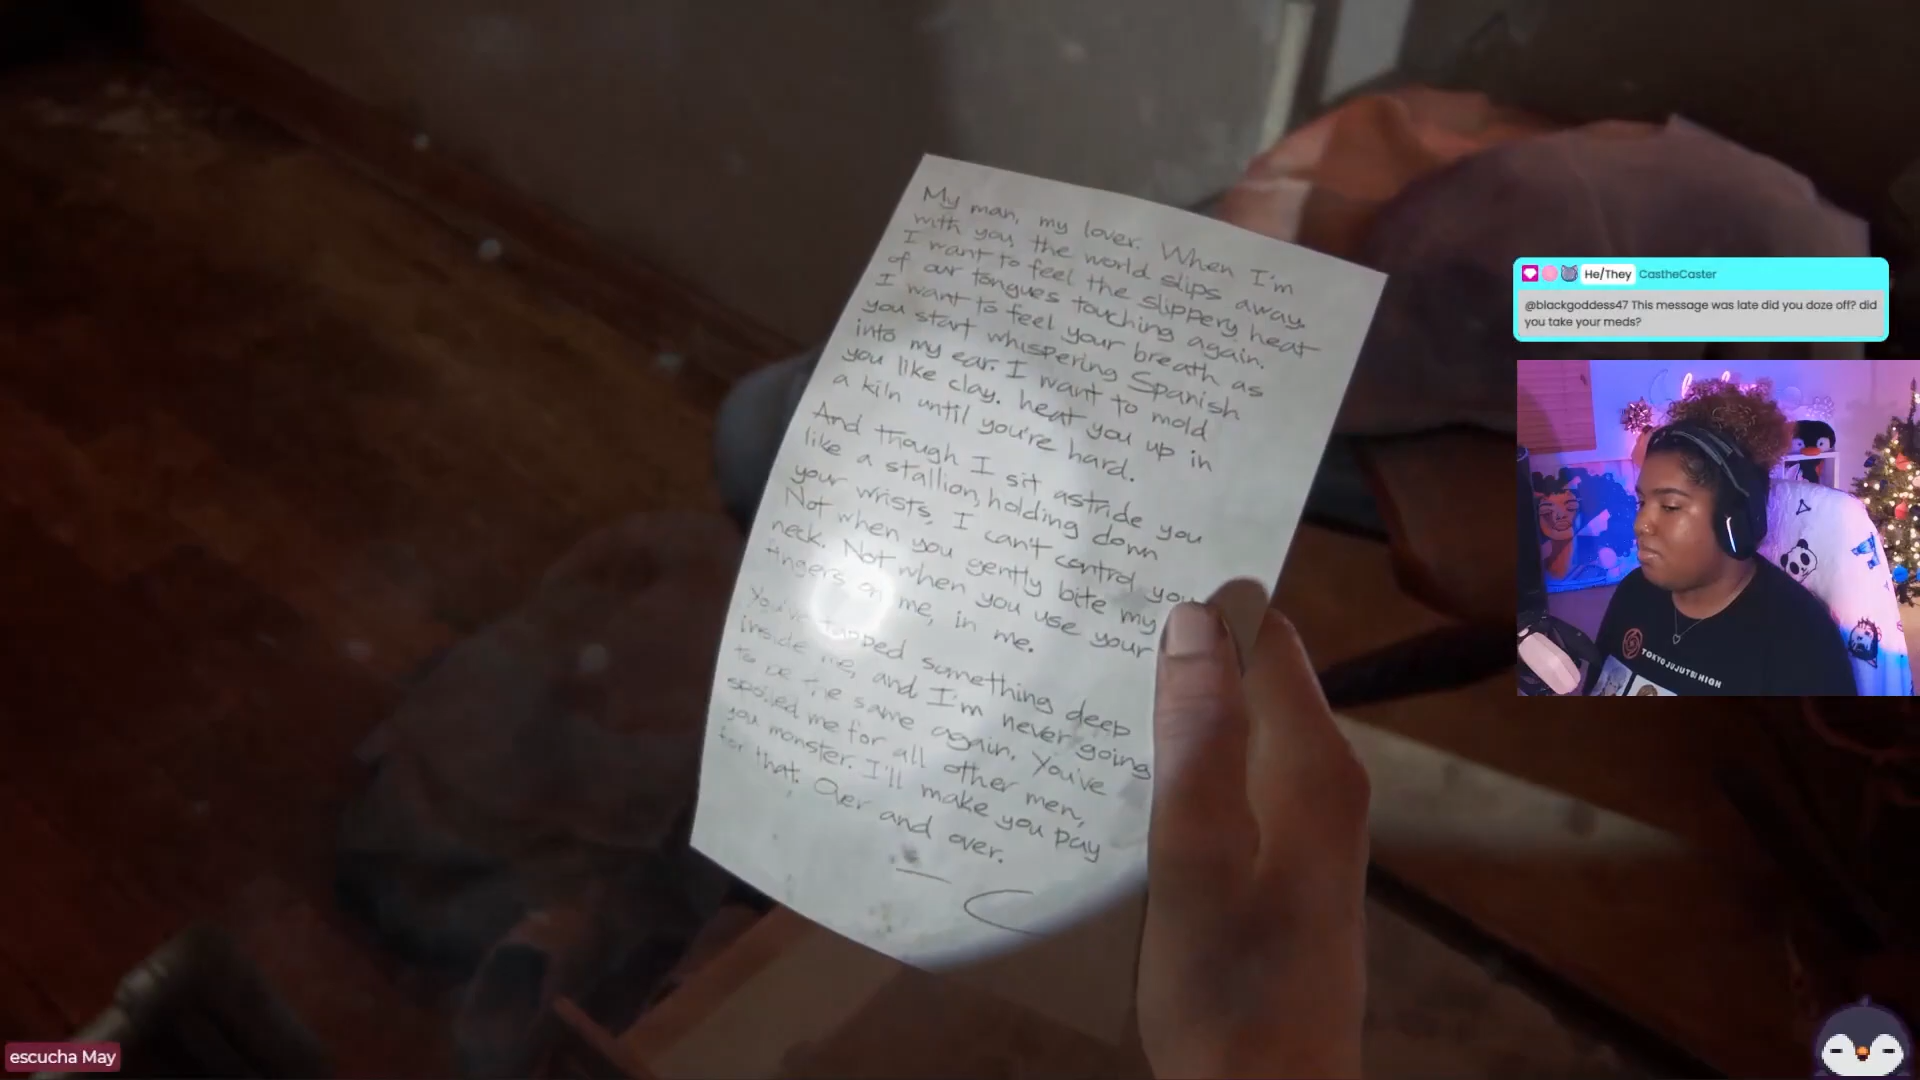 My man, my lover. When I'm
with you, the world slips away.
I want to feel the slippery heat
of our tongues touching again.
I want to feel your breath as
you start whispering Spanish
into my ear. I want to mold
you like clay. heat you up in
a kiln until you're hard.
And though I sit astride you
like a stallion, holding down
your wrists, I can't control you
Not when you gently bite my
neck. Not when you use your
fingers on me, in me.
You've tapped something deep
inside me, and I'm never going
to be the same again. You've
spoiled me for all other men,
you monster. I'll make you pay
for that. Over and over.
— C
He/They CastheCaster
@blackgoddess47 This message was late did you doze off? did
you take your meds?
TOKYO JUJUTSU HIGH
escucha May